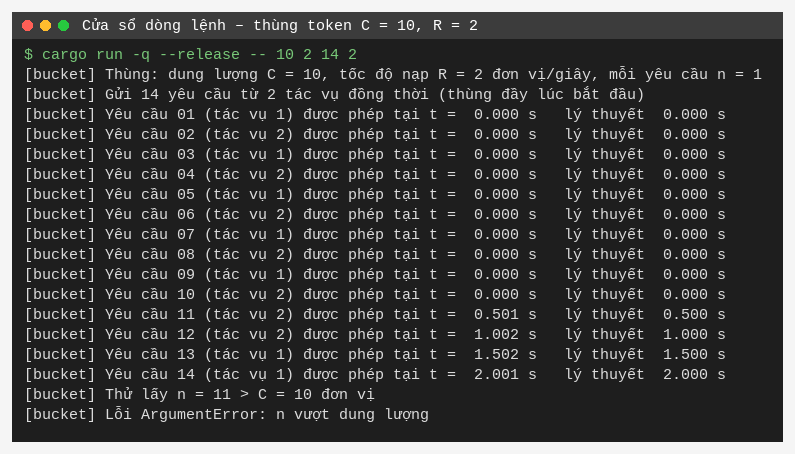 Cửa sổ dòng lệnh – thùng token C = 10, R = 2
$ cargo run -q --release -- 10 2 14 2
[bucket] Thùng: dung lượng C = 10, tốc độ nạp R = 2 đơn vị/giây, mỗi yêu cầu n = 1
[bucket] Gửi 14 yêu cầu từ 2 tác vụ đồng thời (thùng đầy lúc bắt đầu)
[bucket] Yêu cầu 01 (tác vụ 1) được phép tại t =  0.000 s   lý thuyết  0.000 s
[bucket] Yêu cầu 02 (tác vụ 2) được phép tại t =  0.000 s   lý thuyết  0.000 s
[bucket] Yêu cầu 03 (tác vụ 1) được phép tại t =  0.000 s   lý thuyết  0.000 s
[bucket] Yêu cầu 04 (tác vụ 2) được phép tại t =  0.000 s   lý thuyết  0.000 s
[bucket] Yêu cầu 05 (tác vụ 1) được phép tại t =  0.000 s   lý thuyết  0.000 s
[bucket] Yêu cầu 06 (tác vụ 2) được phép tại t =  0.000 s   lý thuyết  0.000 s
[bucket] Yêu cầu 07 (tác vụ 1) được phép tại t =  0.000 s   lý thuyết  0.000 s
[bucket] Yêu cầu 08 (tác vụ 2) được phép tại t =  0.000 s   lý thuyết  0.000 s
[bucket] Yêu cầu 09 (tác vụ 1) được phép tại t =  0.000 s   lý thuyết  0.000 s
[bucket] Yêu cầu 10 (tác vụ 2) được phép tại t =  0.000 s   lý thuyết  0.000 s
[bucket] Yêu cầu 11 (tác vụ 2) được phép tại t =  0.501 s   lý thuyết  0.500 s
[bucket] Yêu cầu 12 (tác vụ 2) được phép tại t =  1.002 s   lý thuyết  1.000 s
[bucket] Yêu cầu 13 (tác vụ 1) được phép tại t =  1.502 s   lý thuyết  1.500 s
[bucket] Yêu cầu 14 (tác vụ 1) được phép tại t =  2.001 s   lý thuyết  2.000 s
[bucket] Thử lấy n = 11 > C = 10 đơn vị
[bucket] Lỗi ArgumentError: n vượt dung lượng